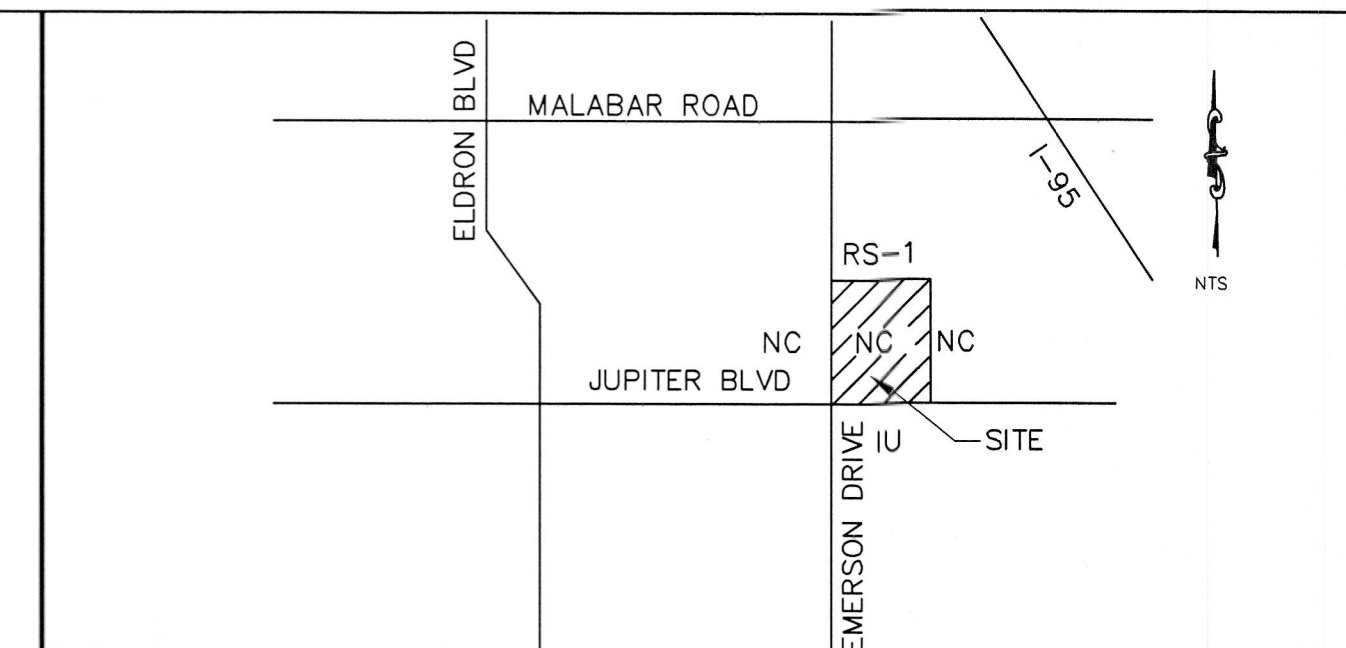 ELDRON BLVD
MALABAR ROAD
I-95
NTS
RS-1
NC
NC
NC
JUPITER BLVD
EMERSON DRIVE
IU
SITE